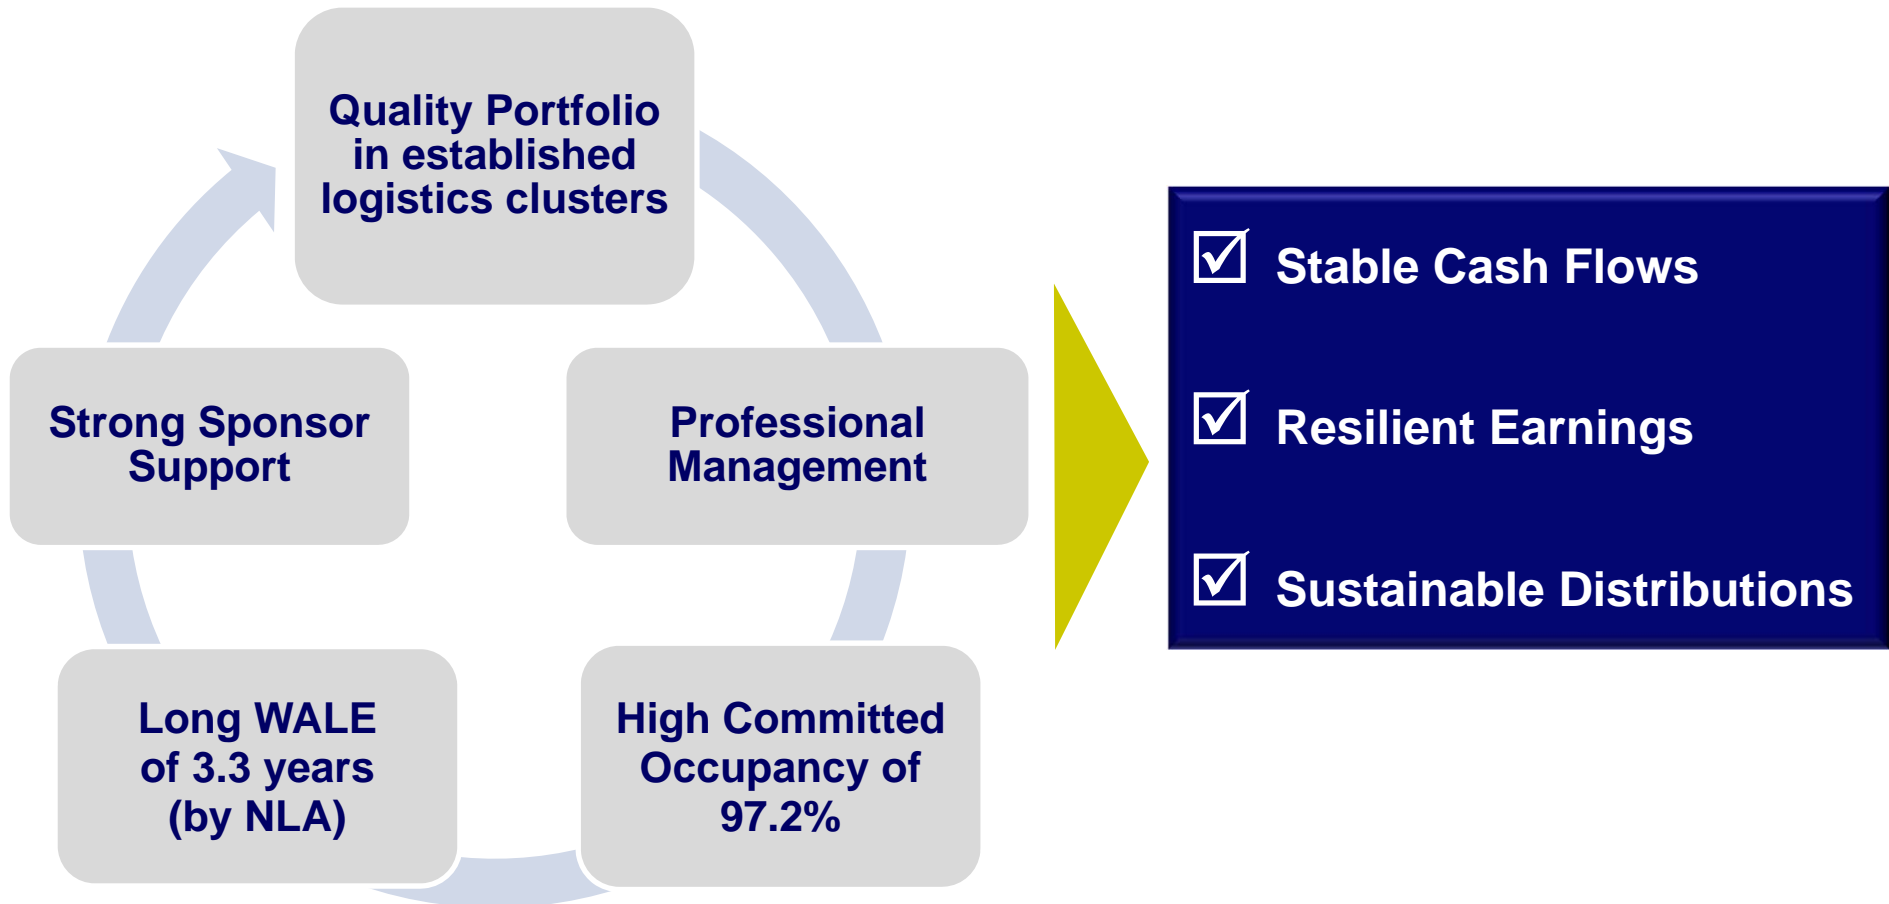 Quality Portfolio
in established
logistics clusters
Professional
Management
High Committed
Occupancy of
97.2%
Long WALE
of 3.3 years
(by NLA)
Strong Sponsor
Support
Stable Cash Flows
Resilient Earnings
Sustainable Distributions